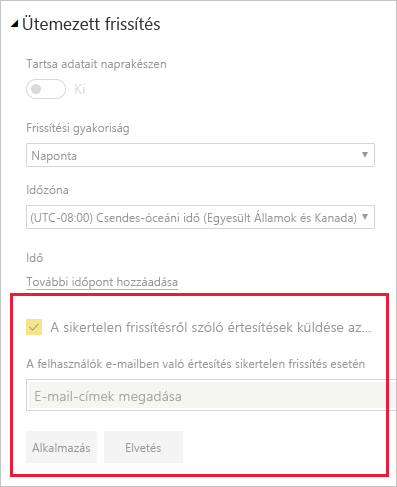 Ütemezett frissítés
Tartsa adatait naprakészen
Ki
Frissítési gyakoriság
Naponta
Időzóna
(UTC-08:00) Csendes-óceáni idő (Egyesült Államok és Kanada)
Idő
További időpont hozzáadása
A sikertelen frissítésről szóló értesítések küldése az...
A felhasználók e-mailben való értesítés sikertelen frissítés esetén
E-mail-címek megadása
Alkalmazás Elvetés